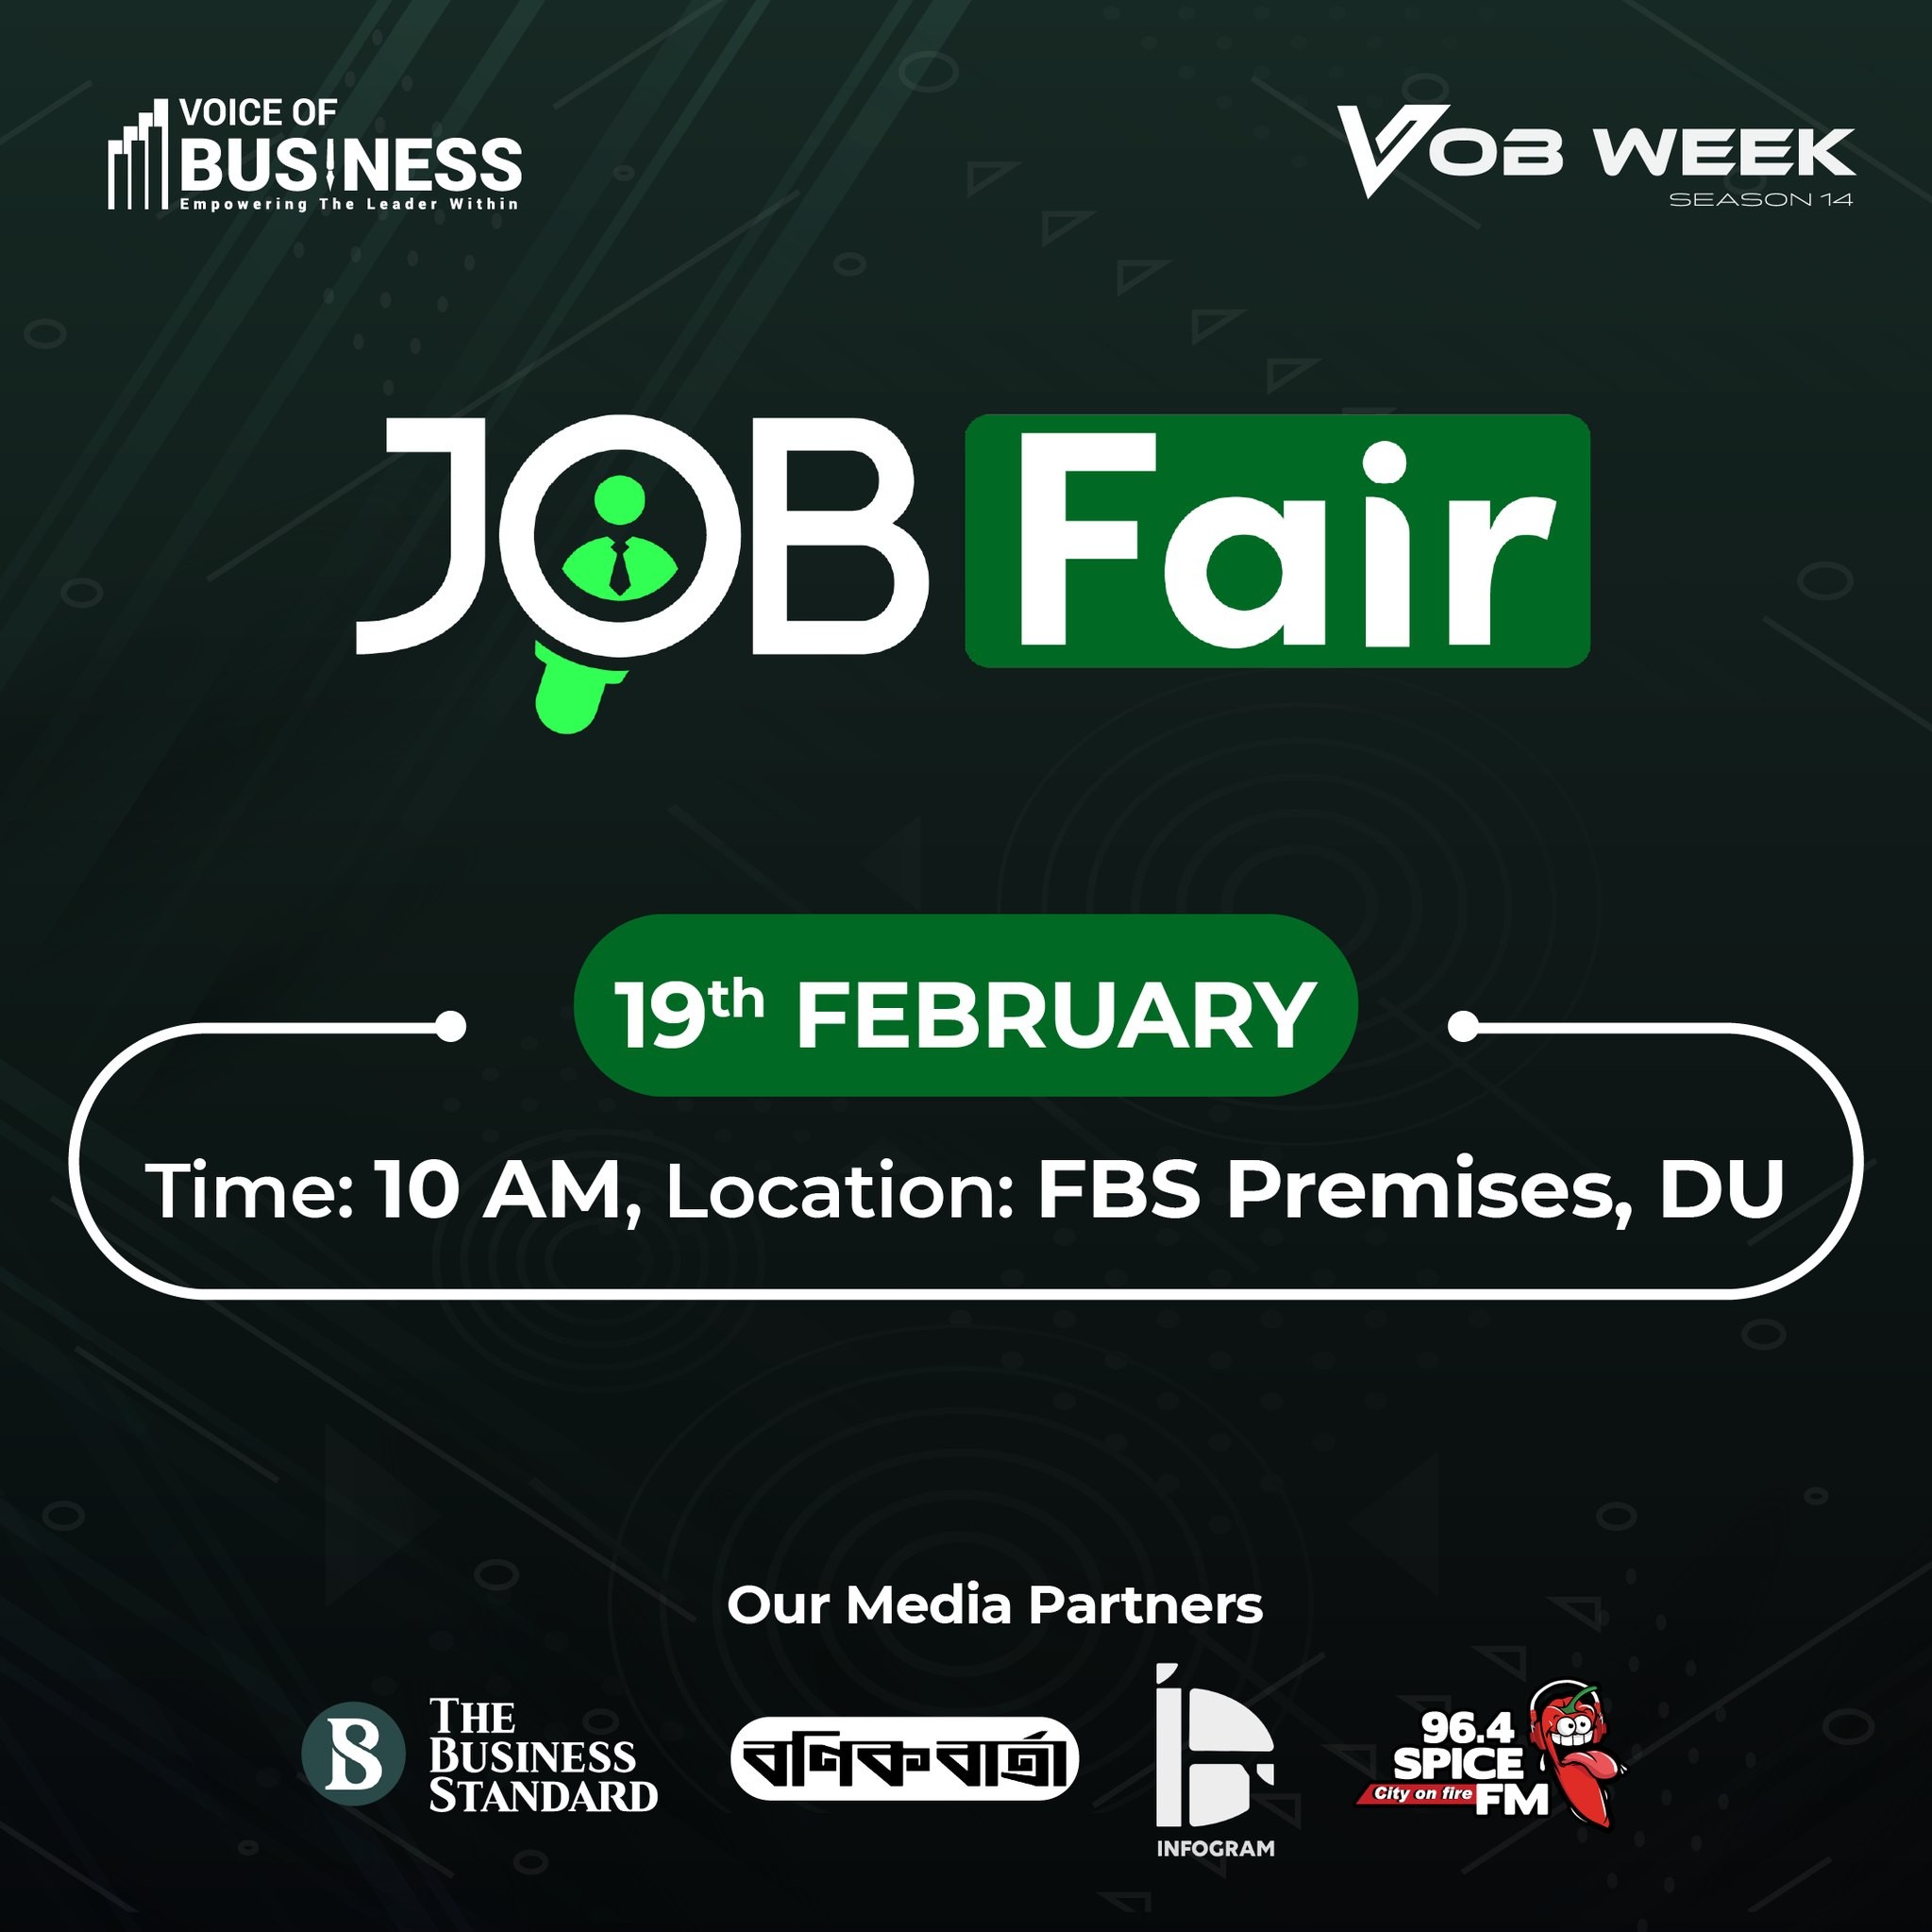 VOICE OF
BUSINESS
Empowering The Leader Within
VOB WEEK
SEASON 14
JOB Fair
19th FEBRUARY
Time: 10 AM, Location: FBS Premises, DU
Our Media Partners
THE
BUSINESS
STANDARD
বণিক বার্তা
INFOGRAM
96.4
SPICE
City on fire FM